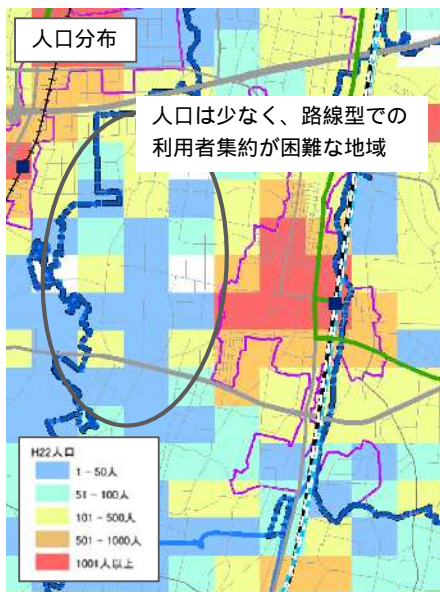 人口分布
人口は少なく、路線型での
利用者集約が困難な地域
H22人口
1－50人
51－100人
101－500人
501－1000人
1001人以上